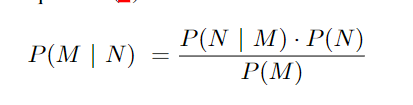 P(M | N) = P(N | M) · P(N) / P(M)